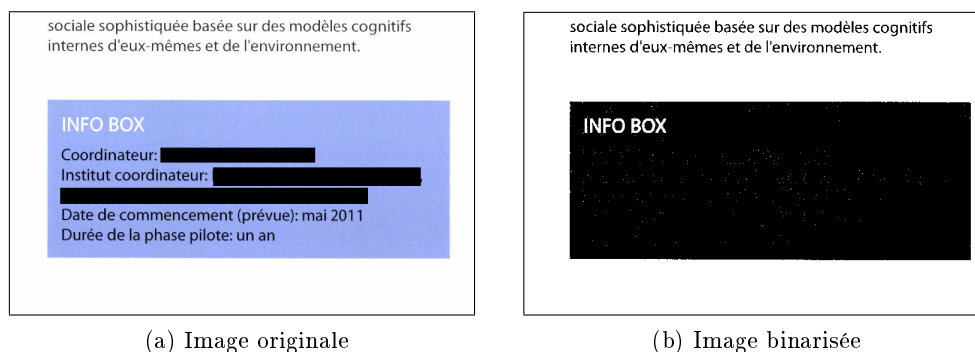 sociale sophistiquée basée sur des modèles cognitifs
internes d'eux-mêmes et de l'environnement.
INFO BOX
Coordinateur:
Institut coordinateur:
,
Date de commencement (prévue): mai 2011
Durée de la phase pilote: un an
(a) Image originale
sociale sophistiquée basée sur des modèles cognitifs
internes d'eux-mêmes et de l'environnement.
INFO BOX
(b) Image binarisée